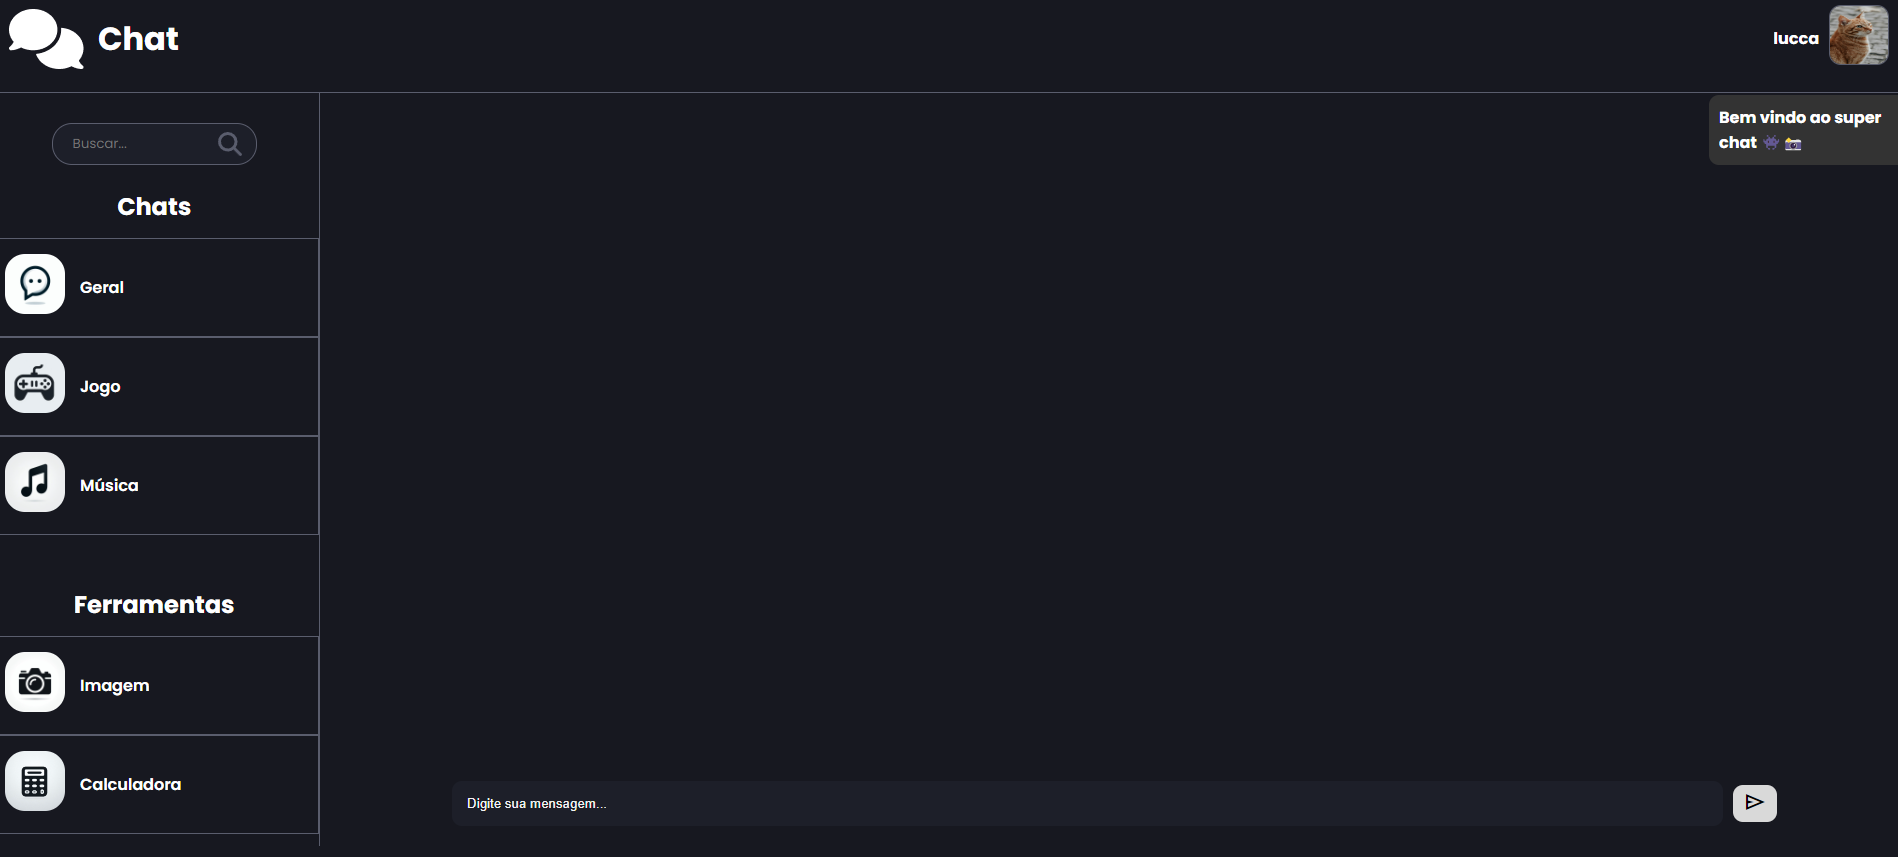 Chat
lucca
Buscar...
Chats
Geral
Jogo
Música
Ferramentas
Imagem
Calculadora
Bem vindo ao super
chat 👾 📸
Digite sua mensagem...